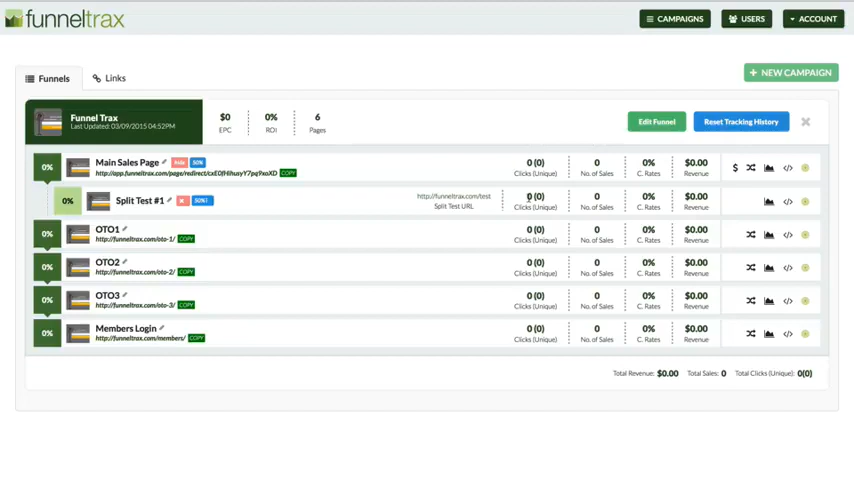 funneltrax
CAMPAIGNS
USERS
ACCOUNT
Funnels
Links
+ NEW CAMPAIGN
Funnel Trax
Last Updated: 03/09/2015 04:52PM
$0
EPC
0%
ROI
6
Pages
Edit Funnel
Reset Tracking History
0%
Main Sales Page
50%
COPY
0 (0)
Clicks (Unique)
0
No. of Sales
0%
C. Rates
$0.00
Revenue
0%
Split Test #1
50%
http://funneltrax.com/test
Split Test URL
0 (0)
Clicks (Unique)
0
No. of Sales
0%
C. Rates
$0.00
Revenue
0%
OTO1
http://funneltrax.com/oto-1/ COPY
0 (0)
Clicks (Unique)
0
No. of Sales
0%
C. Rates
$0.00
Revenue
0%
OTO2
http://funneltrax.com/oto-2/ COPY
0 (0)
Clicks (Unique)
0
No. of Sales
0%
C. Rates
$0.00
Revenue
0%
OTO3
http://funneltrax.com/oto-3/ COPY
0 (0)
Clicks (Unique)
0
No. of Sales
0%
C. Rates
$0.00
Revenue
0%
Members Login
http://funneltrax.com/members/ COPY
0 (0)
Clicks (Unique)
0
No. of Sales
0%
C. Rates
$0.00
Revenue
Total Revenue: $0.00 Total Sales: 0 Total Clicks (Unique): 0(0)